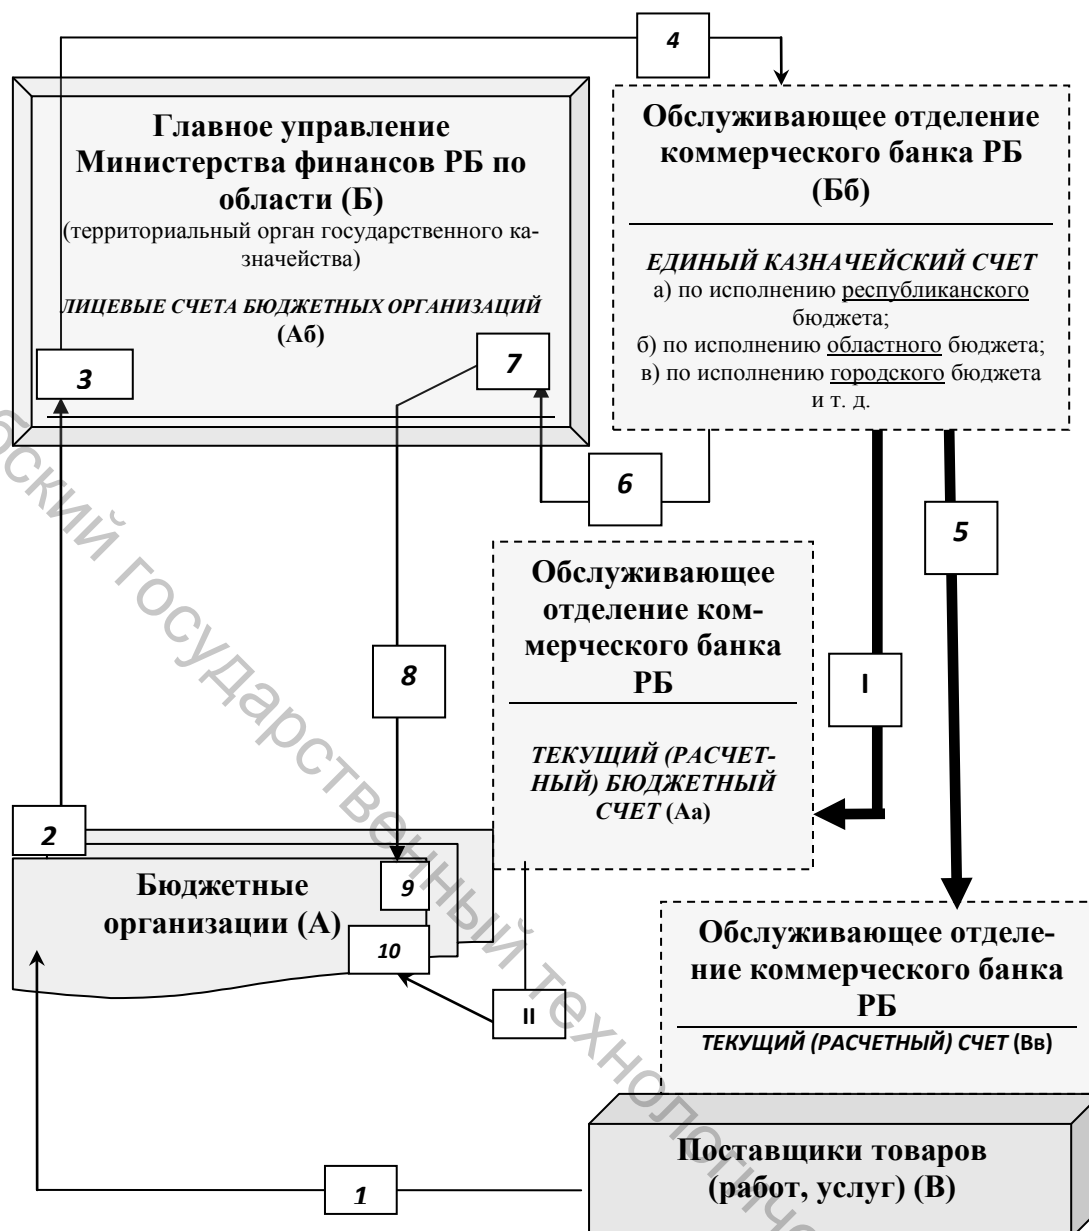 4
Главное управление
Министерства финансов РБ по
области (Б)
(территориальный орган государственного ка-
значейства)
ЛИЦЕВЫЕ СЧЕТА БЮДЖЕТНЫХ ОРГАНИЗАЦИЙ
(Аб)
3
7
Обслуживающее отделение
коммерческого банка РБ
(Бб)
ЕДИНЫЙ КАЗНАЧЕЙСКИЙ СЧЕТ
а) по исполнению республиканского
бюджета;
б) по исполнению областного бюджета;
в) по исполнению городского бюджета
и т. д.
6
5
Обслуживающее
отделение ком-
мерческого банка
РБ
ТЕКУЩИЙ (РАСЧЕТ-
НЫЙ) БЮДЖЕТНЫЙ
СЧЕТ (Аа)
I
8
2
Бюджетные
организации (А)
9
10
II
Обслуживающее отделе-
ние коммерческого банка
РБ
ТЕКУЩИЙ (РАСЧЕТНЫЙ) СЧЕТ (Вв)
Поставщики товаров
(работ, услуг) (В)
1
бский государственный технологичес